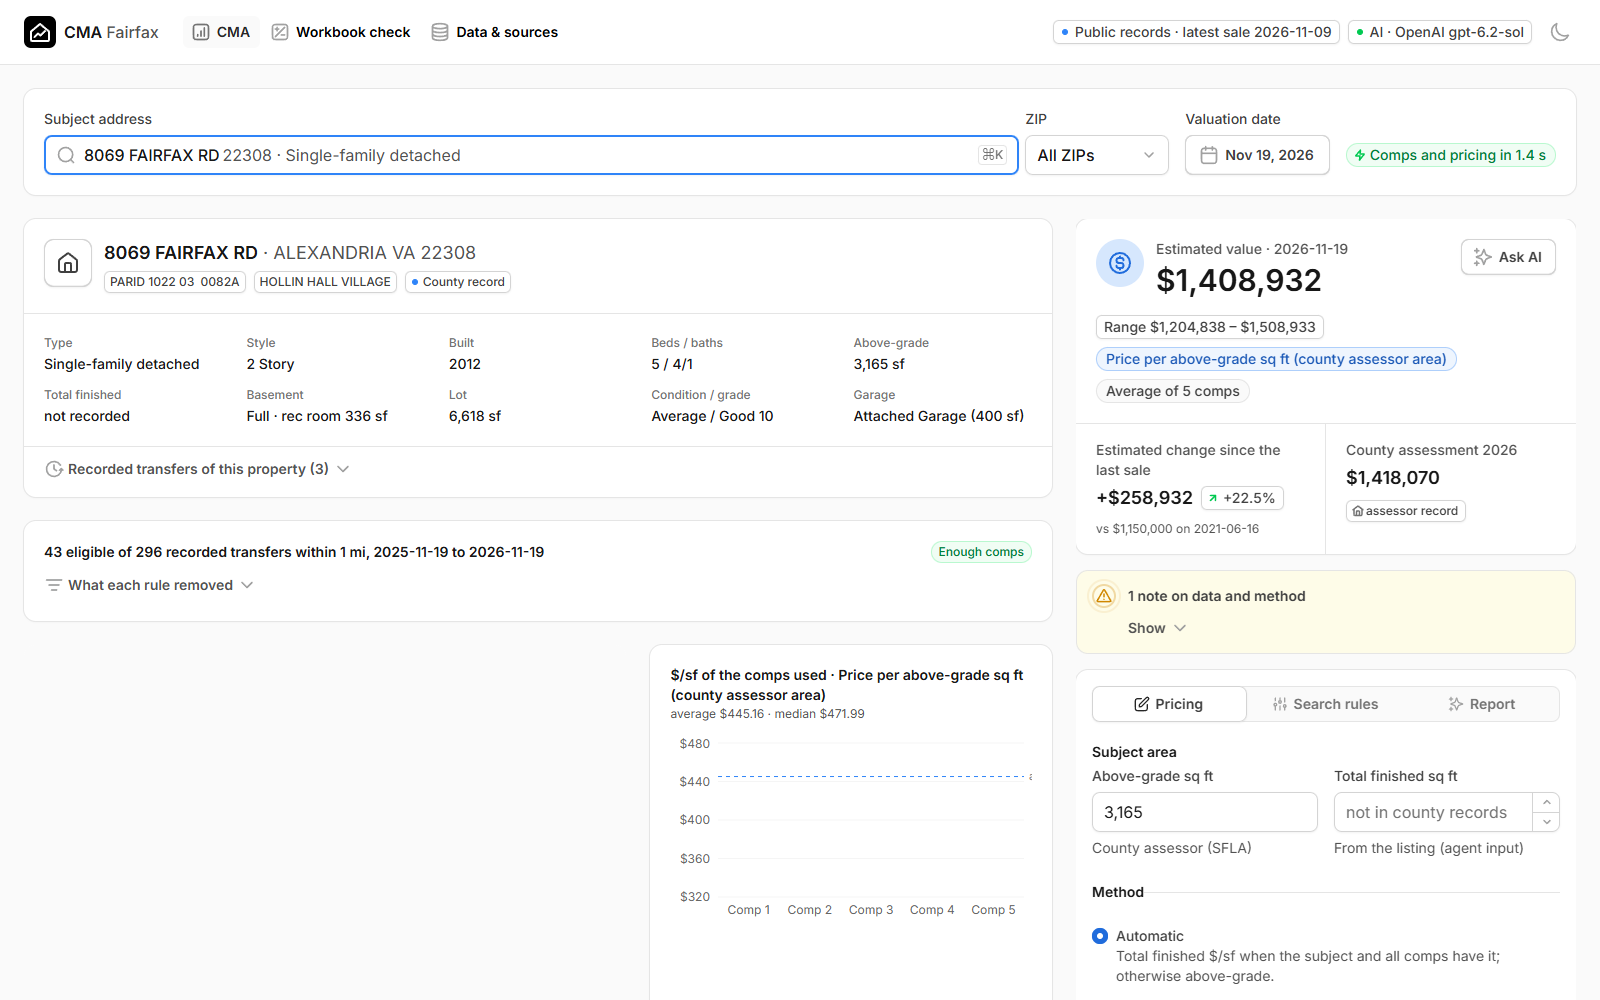 CMA Fairfax
CMA
Workbook check
Data & sources
Public records · latest sale 2026-11-09
AI · OpenAI gpt-6.2-sol
Subject address
8069 FAIRFAX RD 22308 · Single-family detached
⌘K
ZIP
All ZIPs
Valuation date
Nov 19, 2026
Comps and pricing in 1.4 s
8069 FAIRFAX RD · ALEXANDRIA VA 22308
PARID 1022 03 0082A
HOLLIN HALL VILLAGE
County record
Type
Single-family detached
Style
2 Story
Built
2012
Beds / baths
5 / 4/1
Above-grade
3,165 sf
Total finished
not recorded
Basement
Full · rec room 336 sf
Lot
6,618 sf
Condition / grade
Average / Good 10
Garage
Attached Garage (400 sf)
Recorded transfers of this property (3)
43 eligible of 296 recorded transfers within 1 mi, 2025-11-19 to 2026-11-19
Enough comps
What each rule removed
$/sf of the comps used · Price per above-grade sq ft
(county assessor area)
average $445.16 · median $471.99
$480
$440
$400
$360
$320
Comp 1
Comp 2
Comp 3
Comp 4
Comp 5
Estimated value · 2026-11-19
$1,408,932
Ask AI
Range $1,204,838 – $1,508,933
Price per above-grade sq ft (county assessor area)
Average of 5 comps
Estimated change since the
last sale
+$258,932
+22.5%
vs $1,150,000 on 2021-06-16
County assessment 2026
$1,418,070
assessor record
1 note on data and method
Show
Pricing
Search rules
Report
Subject area
Above-grade sq ft
3,165
County assessor (SFLA)
Total finished sq ft
not in county records
From the listing (agent input)
Method
Automatic
Total finished $/sf when the subject and all comps have it;
otherwise above-grade.